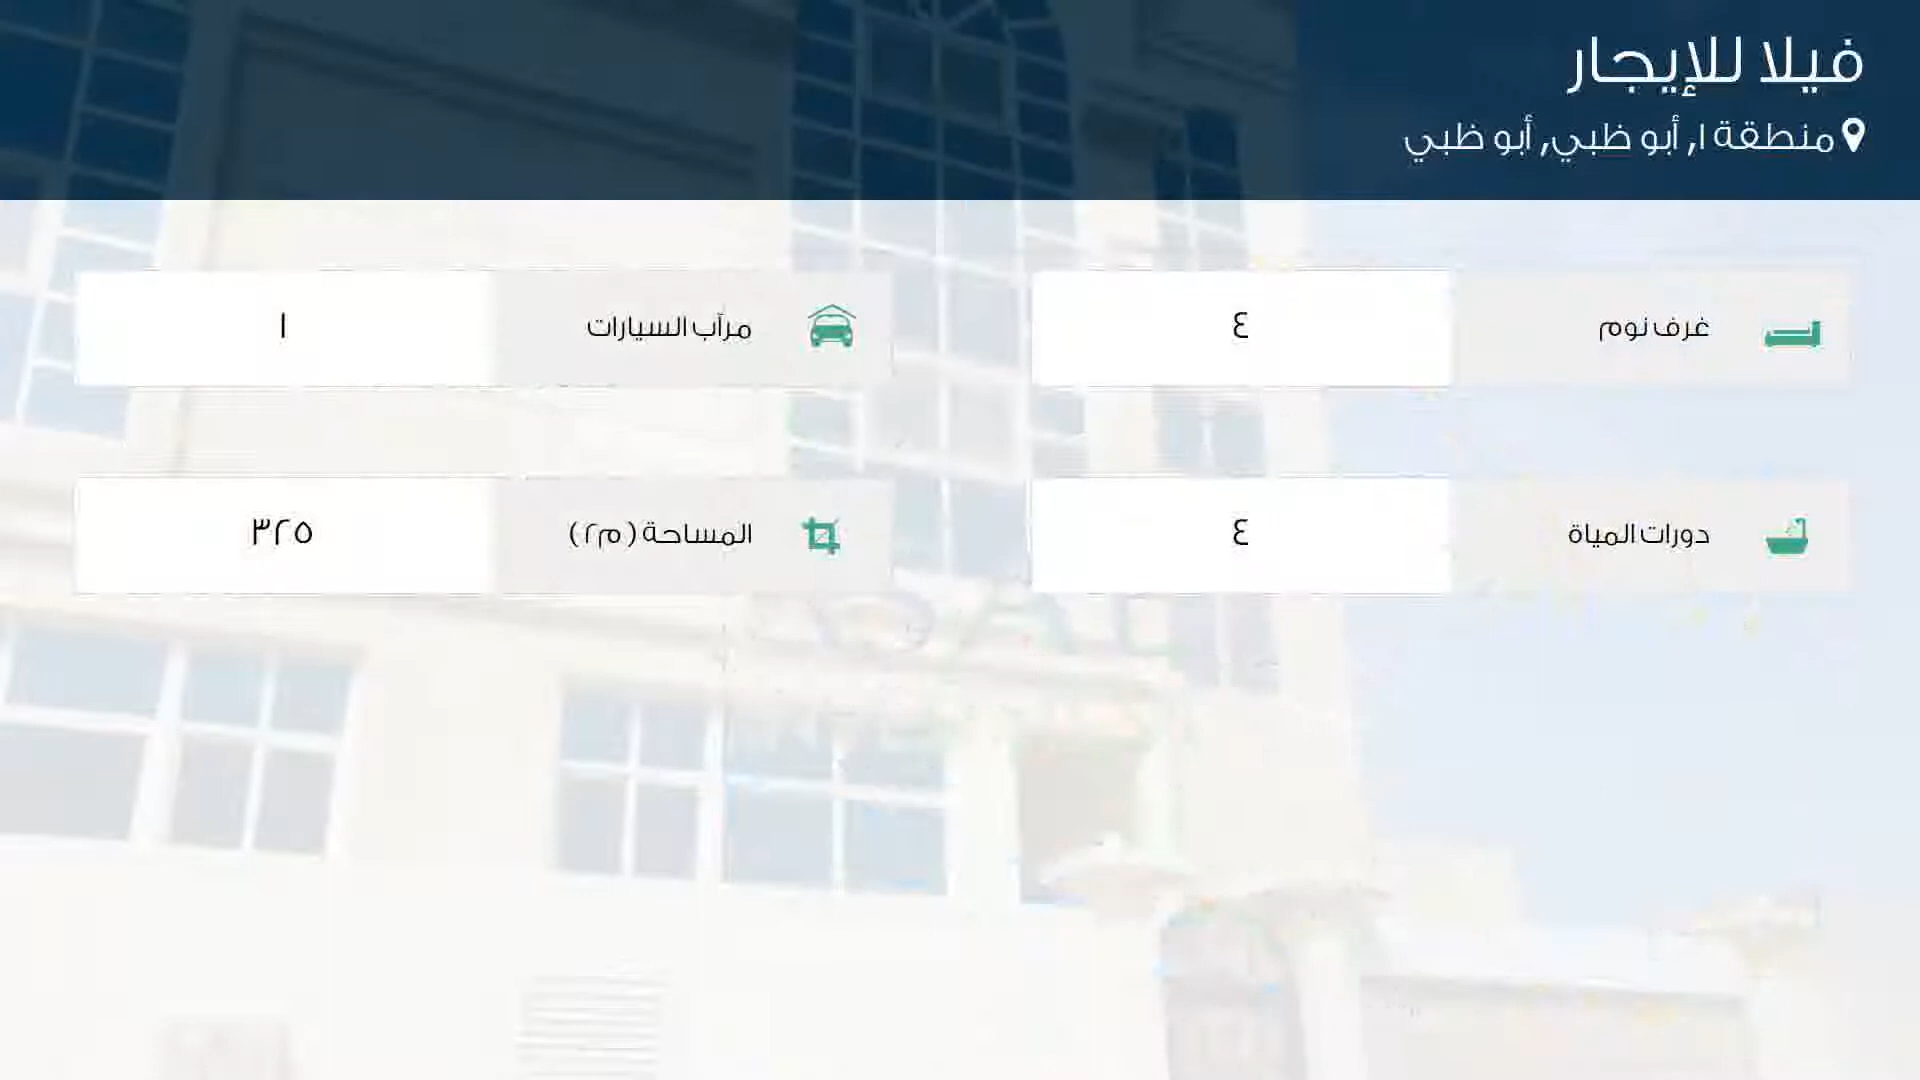 فيلا للإيجار
منطقة ١, أبو ظبي, أبو ظبي
غرف نوم
٤
مرآب السيارات
١
دورات المياة
٤
المساحة (م٢)
٣٢٥